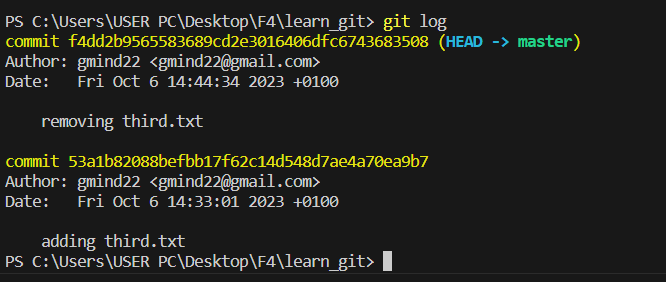 PS C:\Users\USER PC\Desktop\F4\learn_git> git log
commit f4dd2b9565583689cd2e3016406dfc6743683508 (HEAD -> master)
Author: gmind22 <gmind22@gmail.com>
Date:   Fri Oct 6 14:44:34 2023 +0100
    removing third.txt
commit 53a1b82088befbb17f62c14d548d7ae4a70ea9b7
Author: gmind22 <gmind22@gmail.com>
Date:   Fri Oct 6 14:33:01 2023 +0100
    adding third.txt
PS C:\Users\USER PC\Desktop\F4\learn_git>